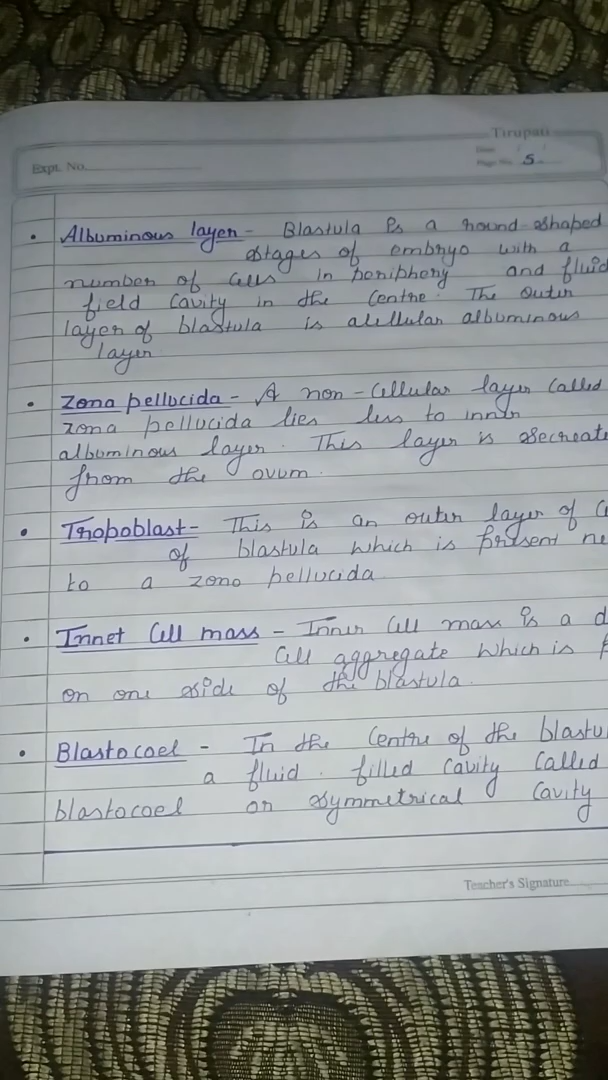 Tirupati
Expt. No.
5
• Albuminous layer - Blastula is a round shaped
stages of embryo with a
number of cells in periphery and fluid
field cavity in the centre. The outer
layer of blastula is acellular albuminous
layer
• Zona pellucida - A non-cellular layer called
zona pellucida lies less to inner
albuminous layer. This layer is secreate
from the ovum.
• Thopoblast - This is an outer layer of
of blastula which is present
to a zono pellucida
• Innet Cell mass - Inner Cell mass is a
Cell aggregate which is
on one side of the blastula.
• Blastocoel - In the centre of the
a fluid. filled cavity called
blastocoel or symmetrical cavity
Teacher's Signature